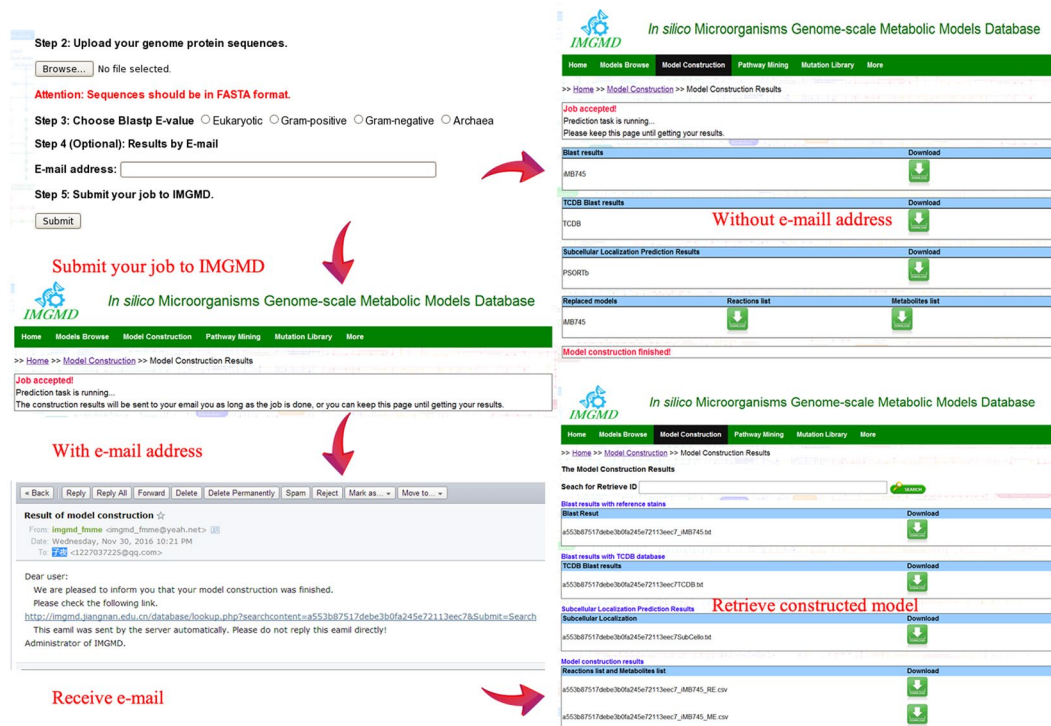 Step 2: Upload your genome protein sequences.
Browse... No file selected.
Attention: Sequences should be in FASTA format.
Step 3: Choose Blastp E-value Eukaryotic Gram-positive Gram-negative Archaea
Step 4 (Optional): Results by E-mail
E-mail address:
Step 5: Submit your job to IMGMD.
Submit
Submit your job to IMGMD
IMGMD
In silico Microorganisms Genome-scale Metabolic Models Database
Home Models Browse Model Construction Pathway Mining Mutation Library More
>> Home >> Model Construction >> Model Construction Results
Job accepted!
Prediction task is running...
The construction results will be sent to your email you as long as the job is done, or you can keep this page until getting your results.
With e-mail address
« Back Reply Reply All Forward Delete Delete Permanently Spam Reject Mark as... Move to...
Result of model construction ☆
From: imgmd_fmme <imgmd_fmme@yeah.net>
Date: Wednesday, Nov 30, 2016 10:21 PM
To: <1227037225@qq.com>
Dear user:
We are pleased to inform you that your model construction was finished.
Please check the following link.
http://imgmd.jiangnan.edu.cn/database/lookup.php?searchcontent=a553b87517debe3b0fa245e72113eec7&Submit=Search
This eamil was sent by the server automatically. Please do not reply this eamil directly!
Administrator of IMGMD.
Receive e-mail
IMGMD
In silico Microorganisms Genome-scale Metabolic Models Database
Home Models Browse Model Construction Pathway Mining Mutation Library More
>> Home >> Model Construction >> Model Construction Results
Job accepted!
Prediction task is running...
Please keep this page until getting your results.
Blast results Download
iMB745
TCDB Blast results Download
TCDB
Without e-maill address
Subcellular Localization Prediction Results Download
PSORTb
Replaced models Reactions list Metabolites list
iMB745
Model construction finished!
IMGMD
In silico Microorganisms Genome-scale Metabolic Models Database
Home Models Browse Model Construction Pathway Mining Mutation Library More
>> Home >> Model Construction >> Model Construction Results
The Model Construction Results
Seach for Retrieve ID SEARCH
Blast results with reference stains
Blast Resut Download
a553b87517debe3b0fa245e72113eec7_iMB745.txt
Blast results with TCDB database
TCDB Blast results Download
a553b87517debe3b0fa245e72113eec7TCDB.txt
Subcellular Localization Prediction Results
Retrieve constructed model
Subcellular Localization Download
a553b87517debe3b0fa245e72113eec7SubCello.txt
Model construction results
Reactions list and Metabolites list Download
a553b87517debe3b0fa245e72113eec7_iMB745_RE.csv
a553b87517debe3b0fa245e72113eec7_iMB745_ME.csv